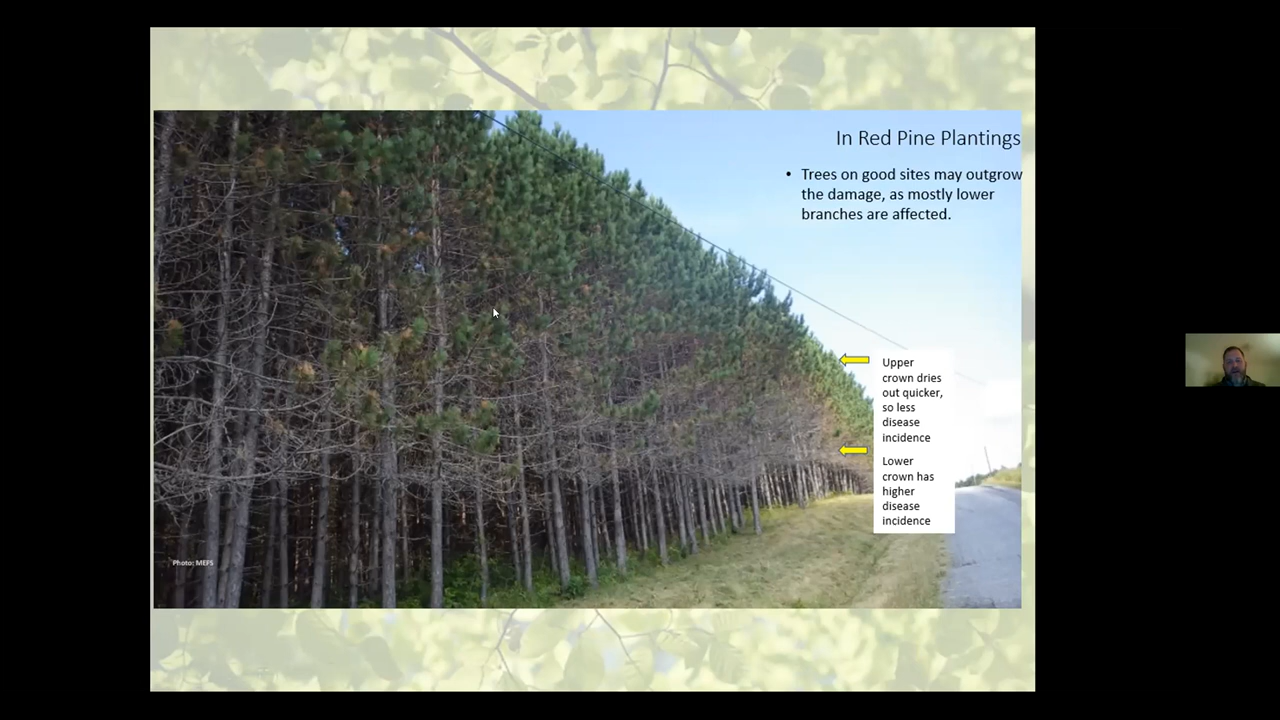 In Red Pine Plantings
• Trees on good sites may outgrow
the damage, as mostly lower
branches are affected.
Upper
crown dries
out quicker,
so less
disease
incidence
Lower
crown has
higher
disease
incidence
Photo: MEFS